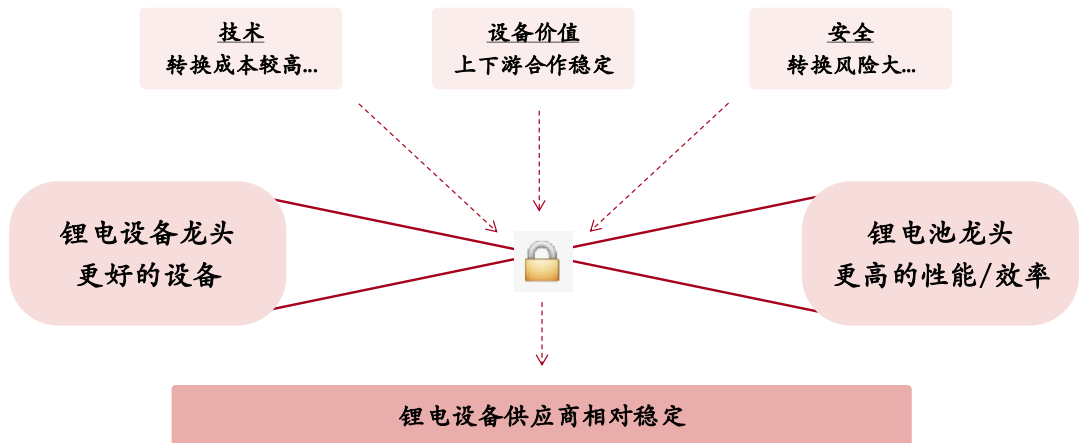 技术
转换成本较高...
设备价值
上下游合作稳定
安全
转换风险大...
锂电设备龙头
更好的设备
锂电池龙头
更高的性能/效率
锂电设备供应商相对稳定